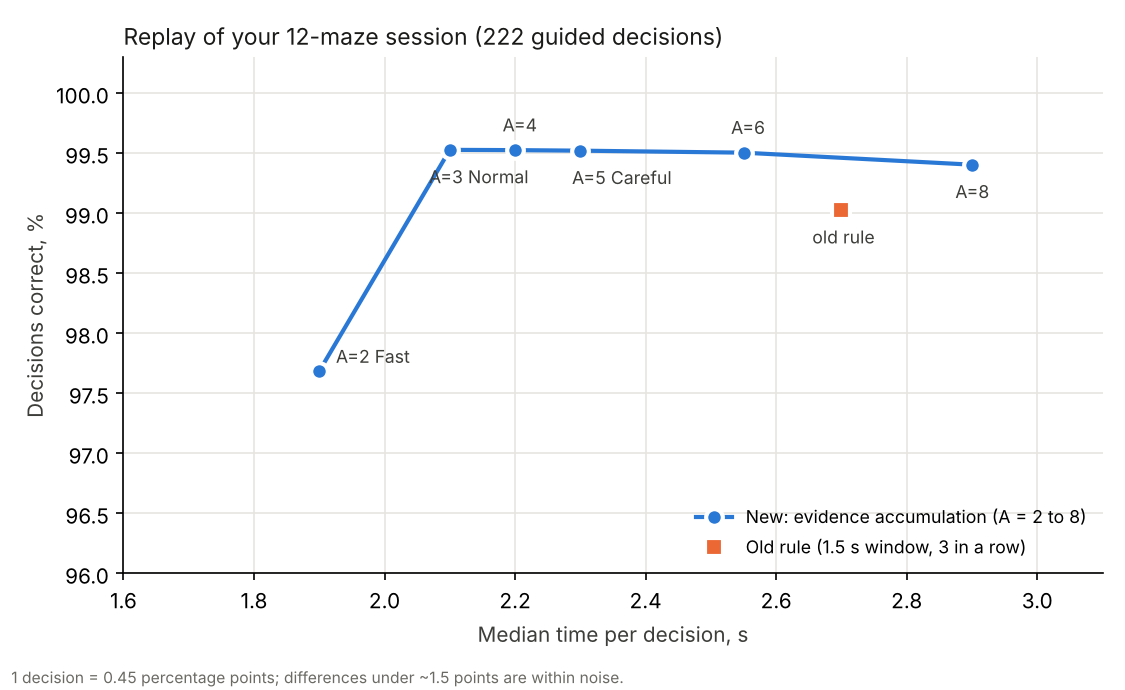 Replay of your 12-maze session (222 guided decisions)
100.0
99.5
99.0
98.5
98.0
97.5
97.0
96.5
96.0
Decisions correct, %
A=4
A=6
A=3 Normal
A=5 Careful
A=8
old rule
A=2 Fast
New: evidence accumulation (A = 2 to 8)
Old rule (1.5 s window, 3 in a row)
1.6 1.8 2.0 2.2 2.4 2.6 2.8 3.0
Median time per decision, s
1 decision = 0.45 percentage points; differences under ~1.5 points are within noise.